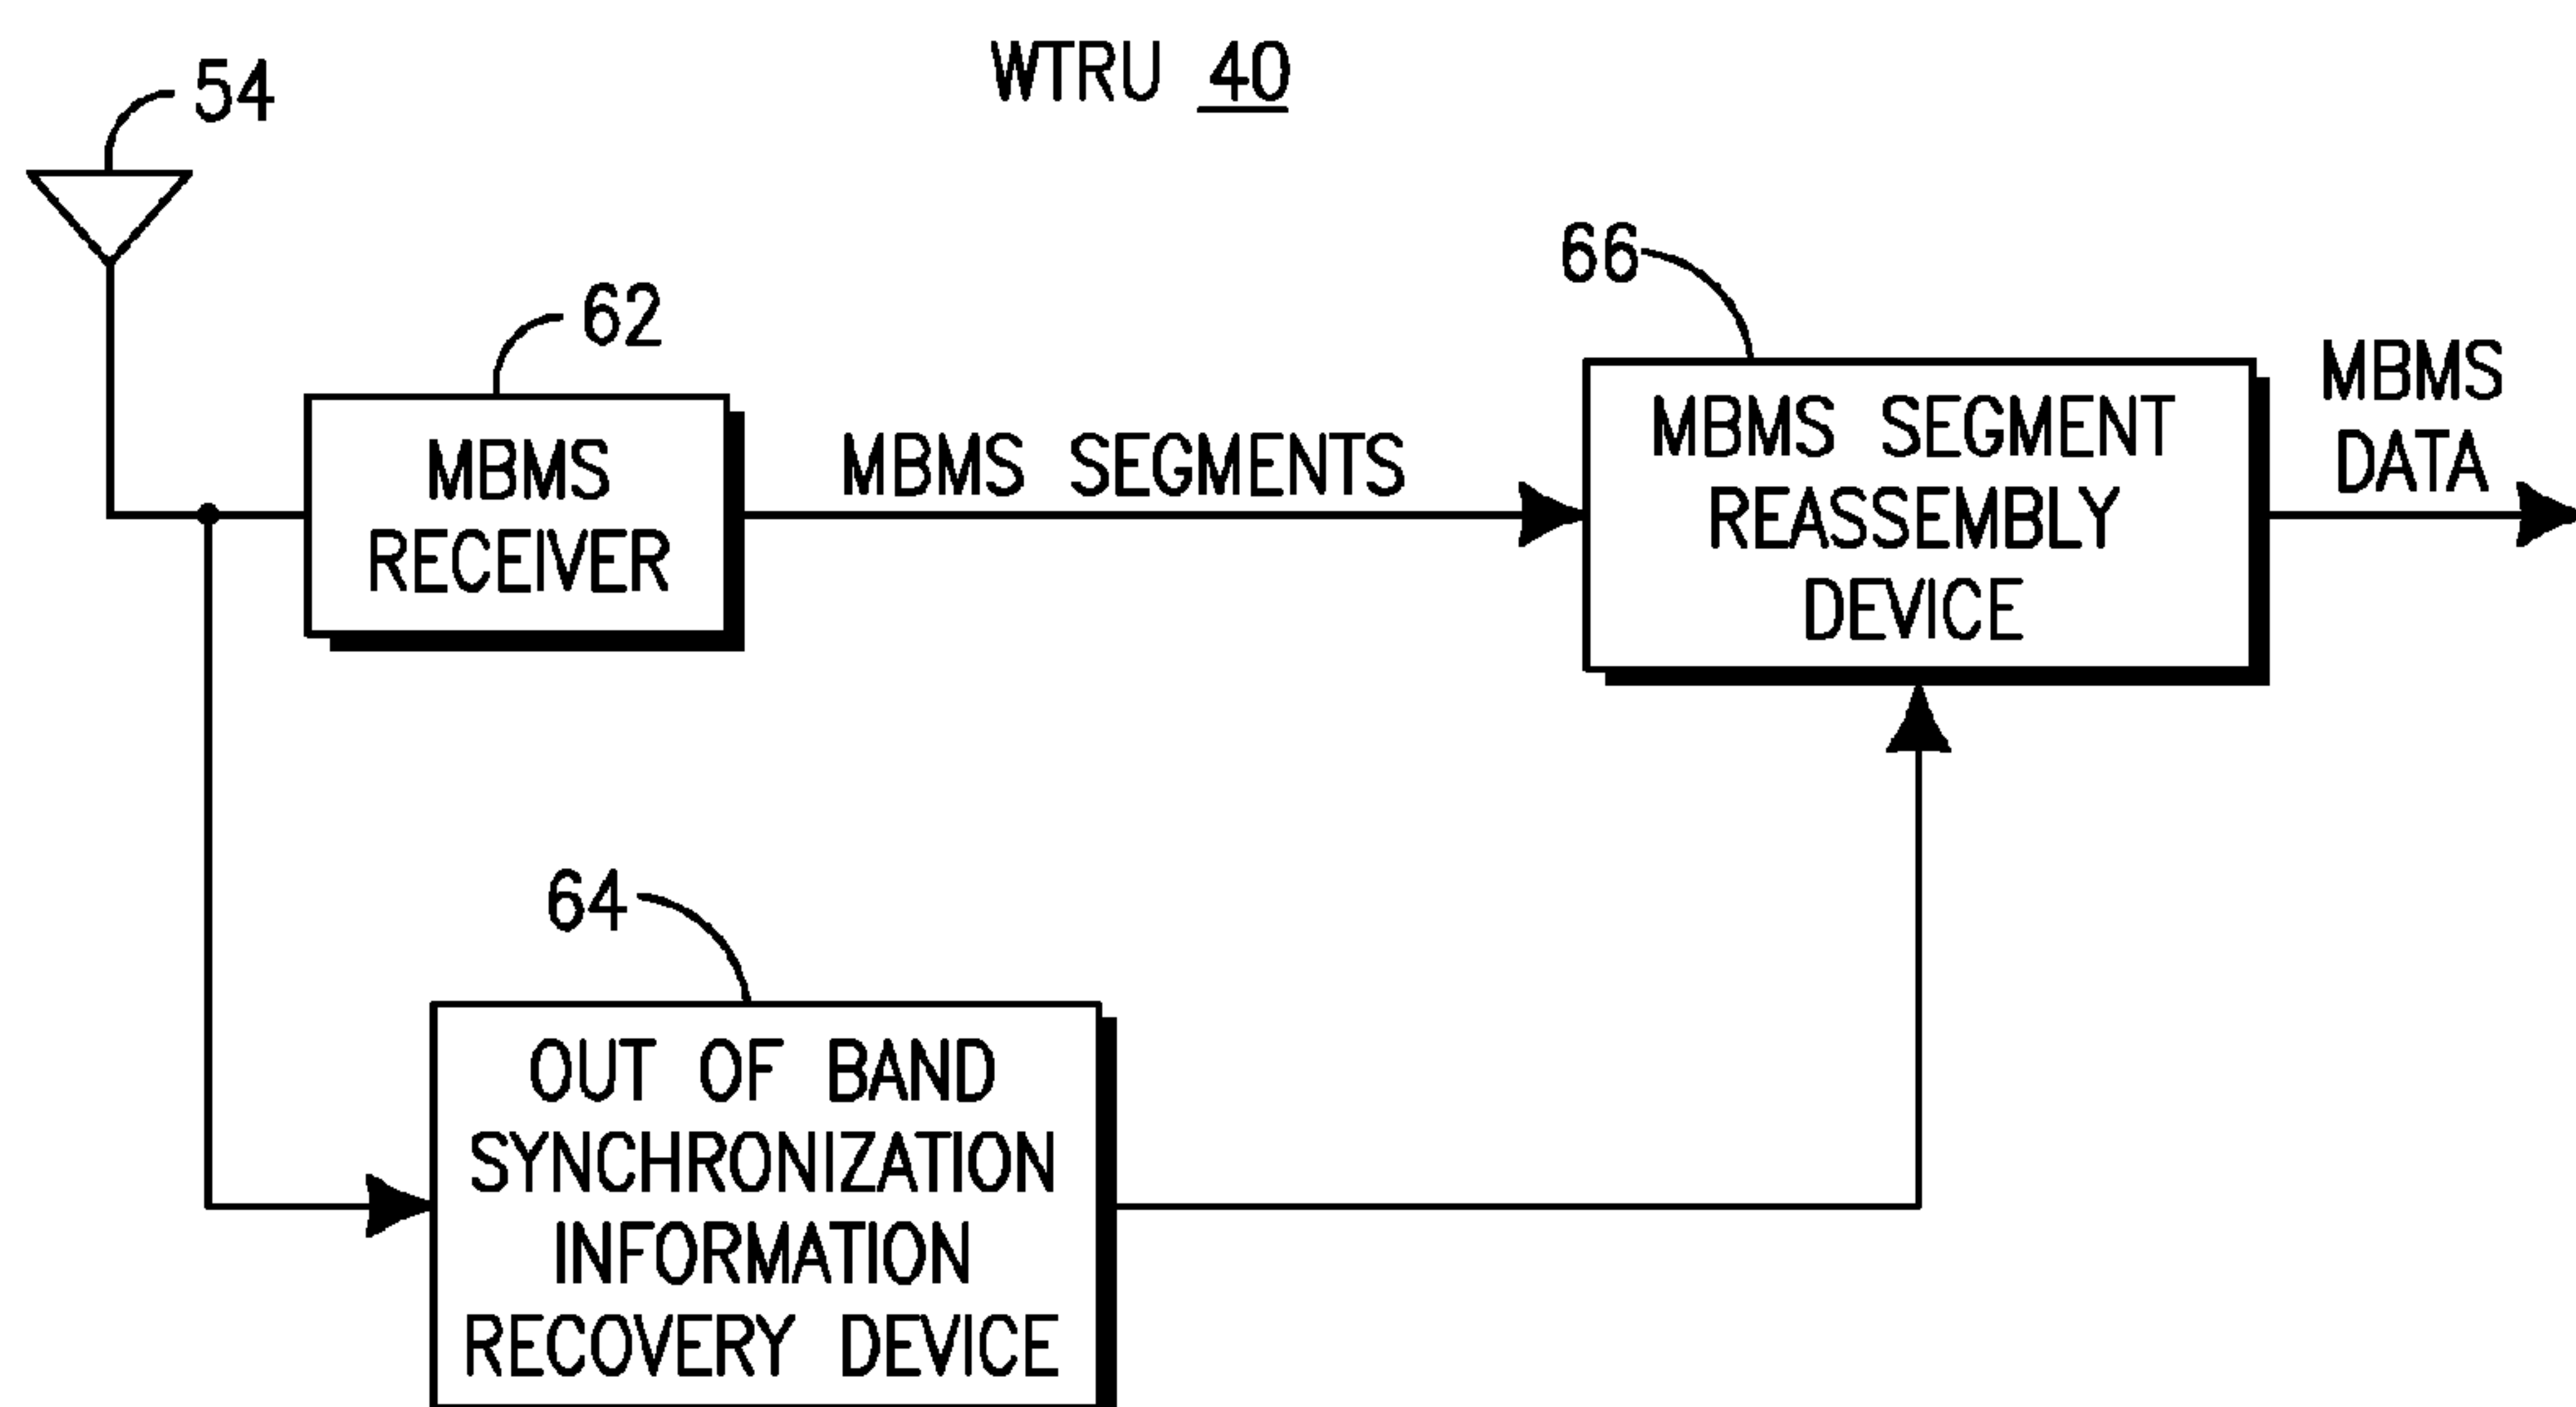 WTRU 40
54
62
66
MBMS
RECEIVER
MBMS SEGMENTS
MBMS SEGMENT
REASSEMBLY
DEVICE
MBMS
DATA
64
OUT OF BAND
SYNCHRONIZATION
INFORMATION
RECOVERY DEVICE